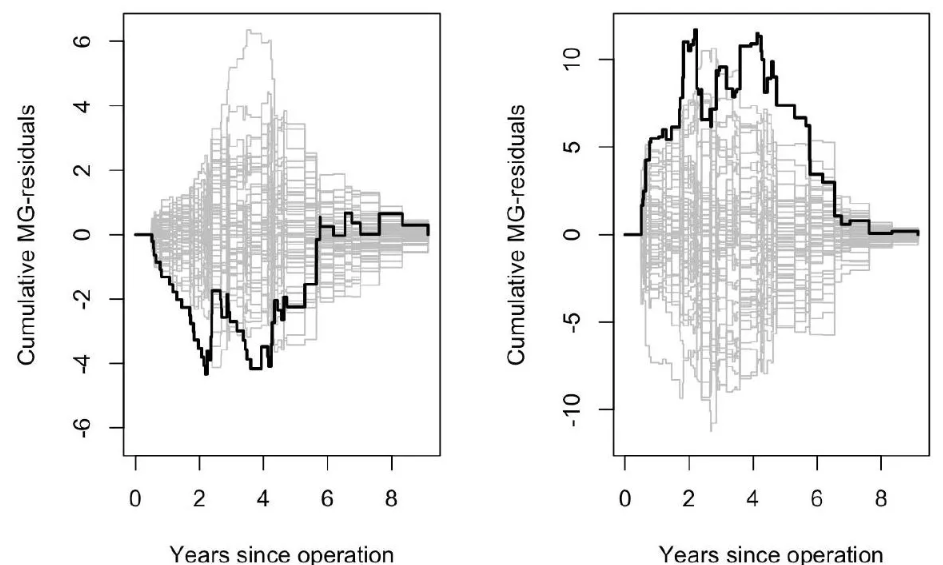 Cumulative MG-residuals
6
4
2
0
-2
-4
-6
0 2 4 6 8
Years since operation
Cumulative MG-residuals
10
5
0
-5
-10
0 2 4 6 8
Years since operation